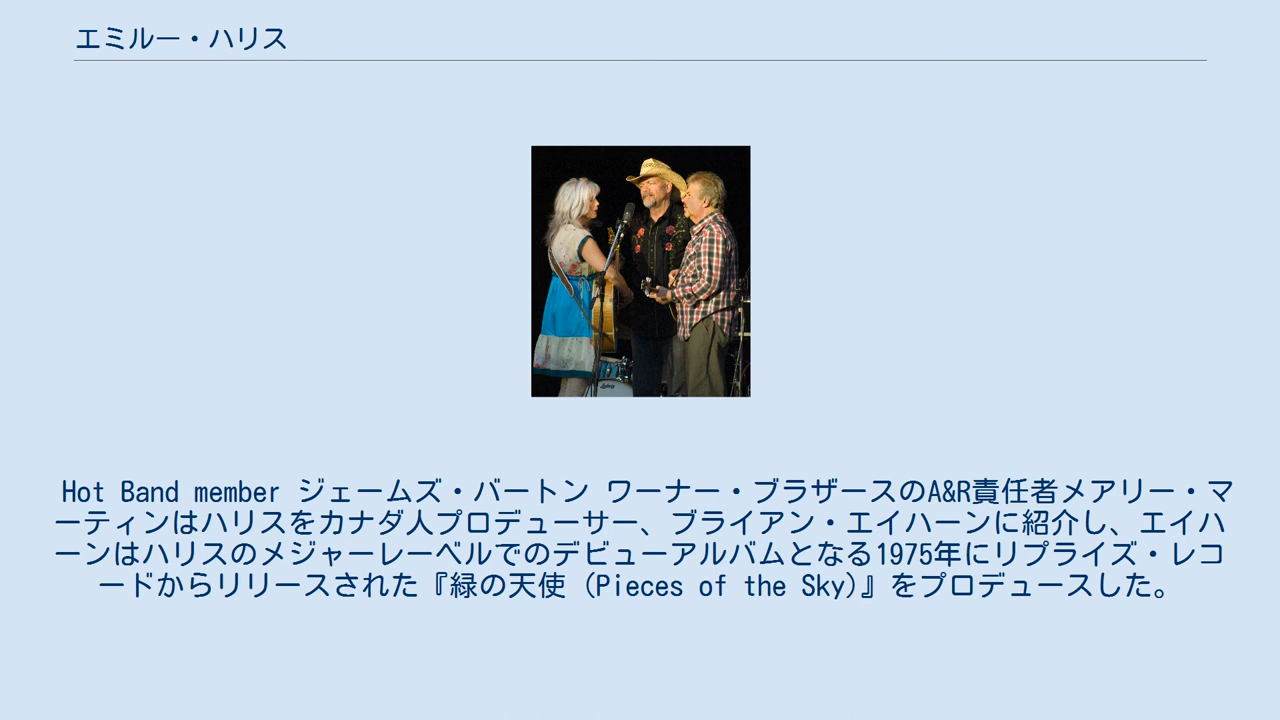 エミルー・ハリス
Hot Band member ジェームズ・バートン ワーナー・ブラザースのA&R責任者メアリー・マ
ーティンはハリスをカナダ人プロデューサー、ブライアン・エイハーンに紹介し、エイハ
ーンはハリスのメジャーレーベルでのデビューアルバムとなる1975年にリプライズ・レコ
ードからリリースされた『緑の天使 (Pieces of the Sky)』をプロデュースした。